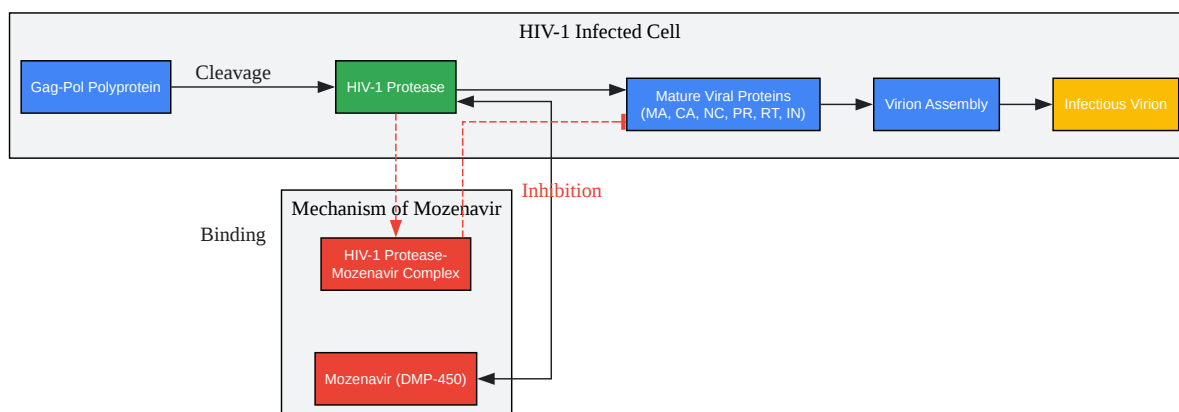 HIV-1 Infected Cell
Gag-Pol Polyprotein
Cleavage
HIV-1 Protease
Mature Viral Proteins
(MA, CA, NC, PR, RT, IN)
Virion Assembly
Infectious Virion
Inhibition
Mechanism of Mozenavir
Binding
HIV-1 Protease-
Mozenavir Complex
Mozenavir (DMP-450)